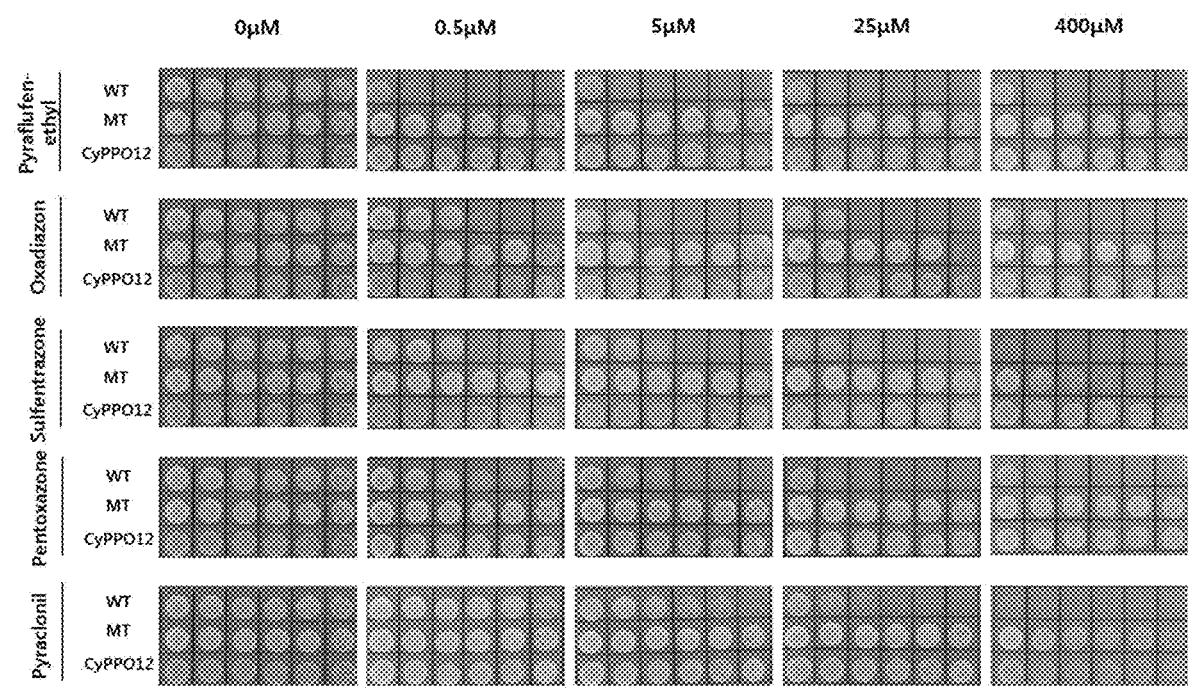 0μM 0.5μM 5μM 25μM 400μM
Pyraflufen-
ethyl
WT
MT
CyPPO12
Oxadiazon
WT
MT
CyPPO12
Sulfentrazone
WT
MT
CyPPO12
Pentoxazone
WT
MT
CyPPO12
Pyraclonil
WT
MT
CyPPO12